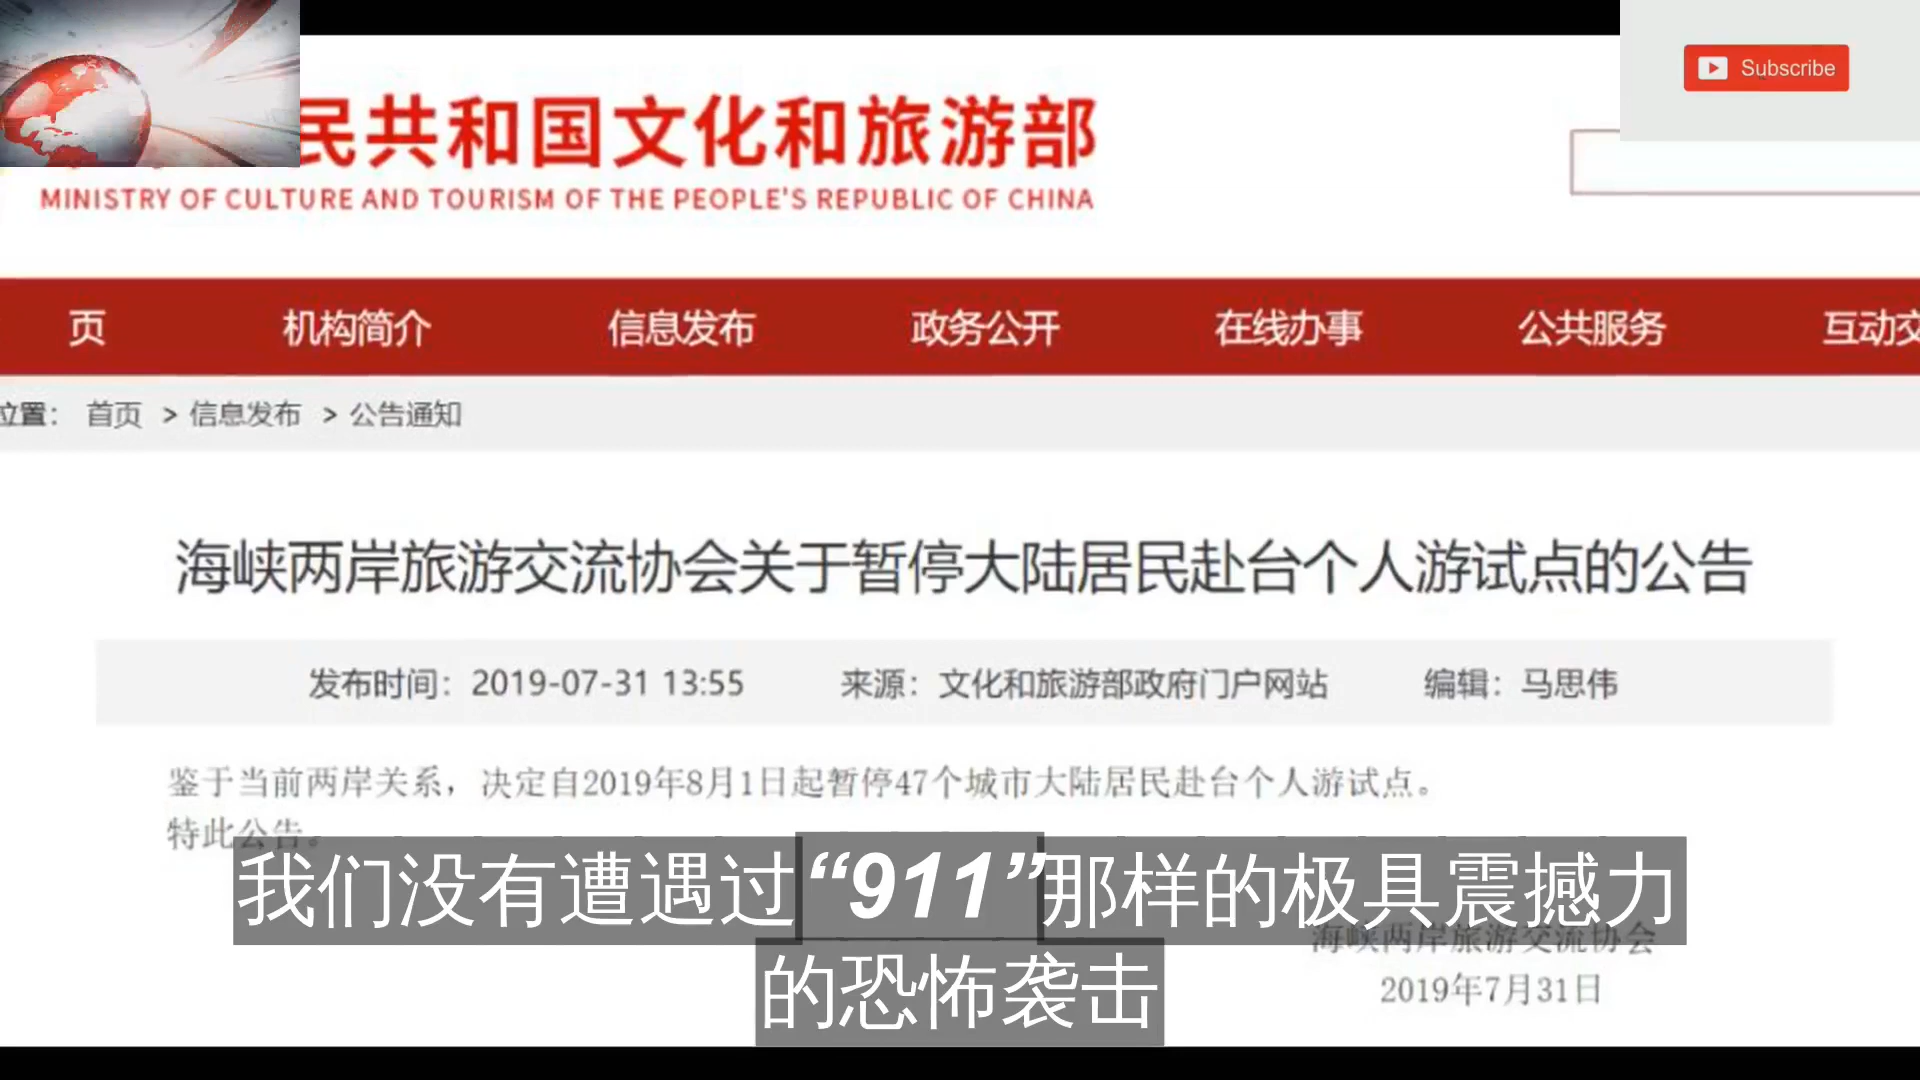 Subscribe
民共和国文化和旅游部
MINISTRY OF CULTURE AND TOURISM OF THE PEOPLE'S REPUBLIC OF CHINA
页 机构简介 信息发布 政务公开 在线办事 公共服务 互动交
位置： 首页 > 信息发布 > 公告通知
海峡两岸旅游交流协会关于暂停大陆居民赴台个人游试点的公告
发布时间：2019-07-31 13:55 来源：文化和旅游部政府门户网站 编辑：马思伟
鉴于当前两岸关系，决定自2019年8月1日起暂停47个城市大陆居民赴台个人游试点。
特此公告。
我们没有遭遇过“911”那样的极具震撼力
的恐怖袭击
海峡两岸旅游交流协会
2019年7月31日